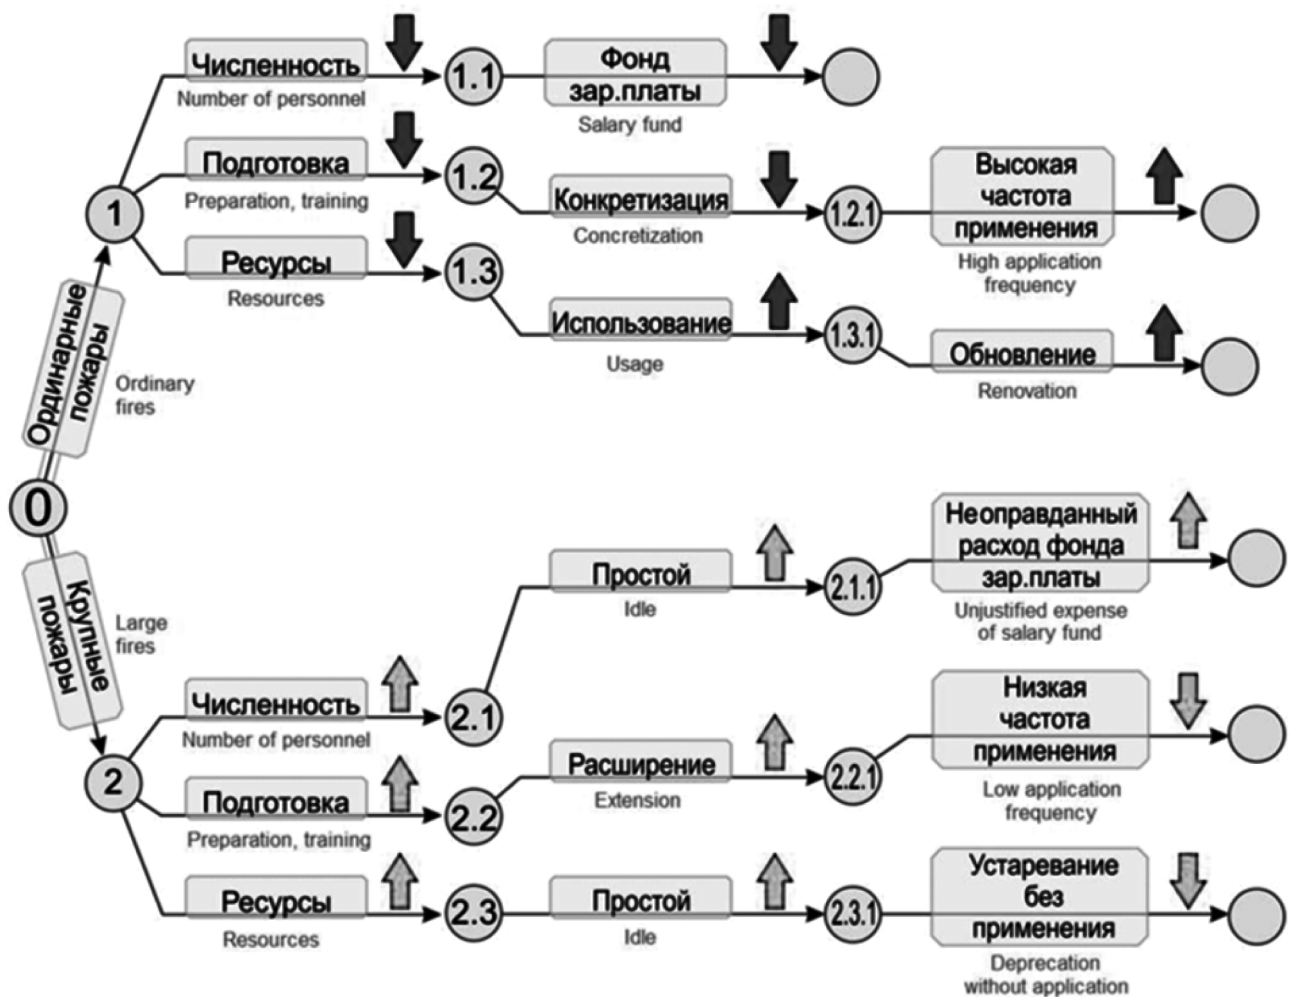 Численность
Number of personnel
1.1
Фонд
зар.платы
Salary fund
Подготовка
Preparation, training
1.2
Конкретизация
Concretization
1.2.1
Высокая
частота
применения
High application
frequency
1
Ресурсы
Resources
1.3
Использование
Usage
1.3.1
Обновление
Renovation
Ординарные
пожары
Ordinary
fires
0
Крупные
пожары
Large
fires
Простой
Idle
2.1.1
Неоправданный
расход фонда
зар.платы
Unjustified expense
of salary fund
Численность
Number of personnel
2.1
2
Подготовка
Preparation, training
2.2
Расширение
Extension
2.2.1
Низкая
частота
применения
Low application
frequency
Ресурсы
Resources
2.3
Простой
Idle
2.3.1
Устаревание
без
применения
Deprecation
without application